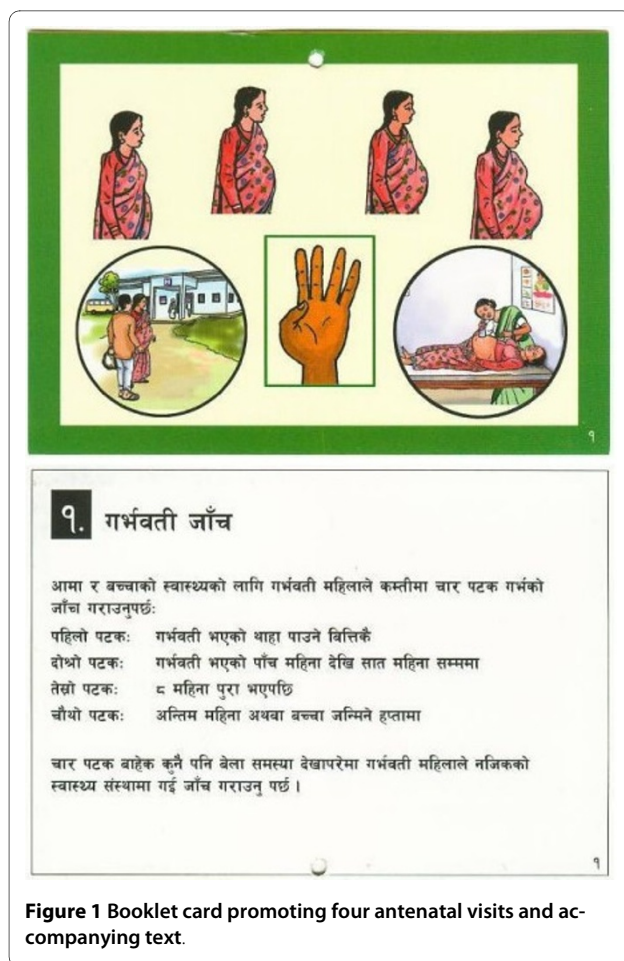 १
१. गर्भवती जाँच
आमा र बच्चाको स्वास्थ्यको लागि गर्भवती महिलाले कम्तीमा चार पटक गर्भको
जाँच गराउनुपर्छः
पहिलो पटकः गर्भवती भएको थाहा पाउने बित्तिकै
दोश्रो पटकः गर्भवती भएको पाँच महिना देखि सात महिना सम्ममा
तेस्रो पटकः ८ महिना पुरा भएपछि
चौथो पटकः अन्तिम महिना अथवा बच्चा जन्मिने हप्तामा
चार पटक बाहेक कुनै पनि बेला समस्या देखापरेमा गर्भवती महिलाले नजिकको
स्वास्थ्य संस्थामा गई जाँच गराउनु पर्छ ।
१
Figure 1 Booklet card promoting four antenatal visits and ac-
companying text.